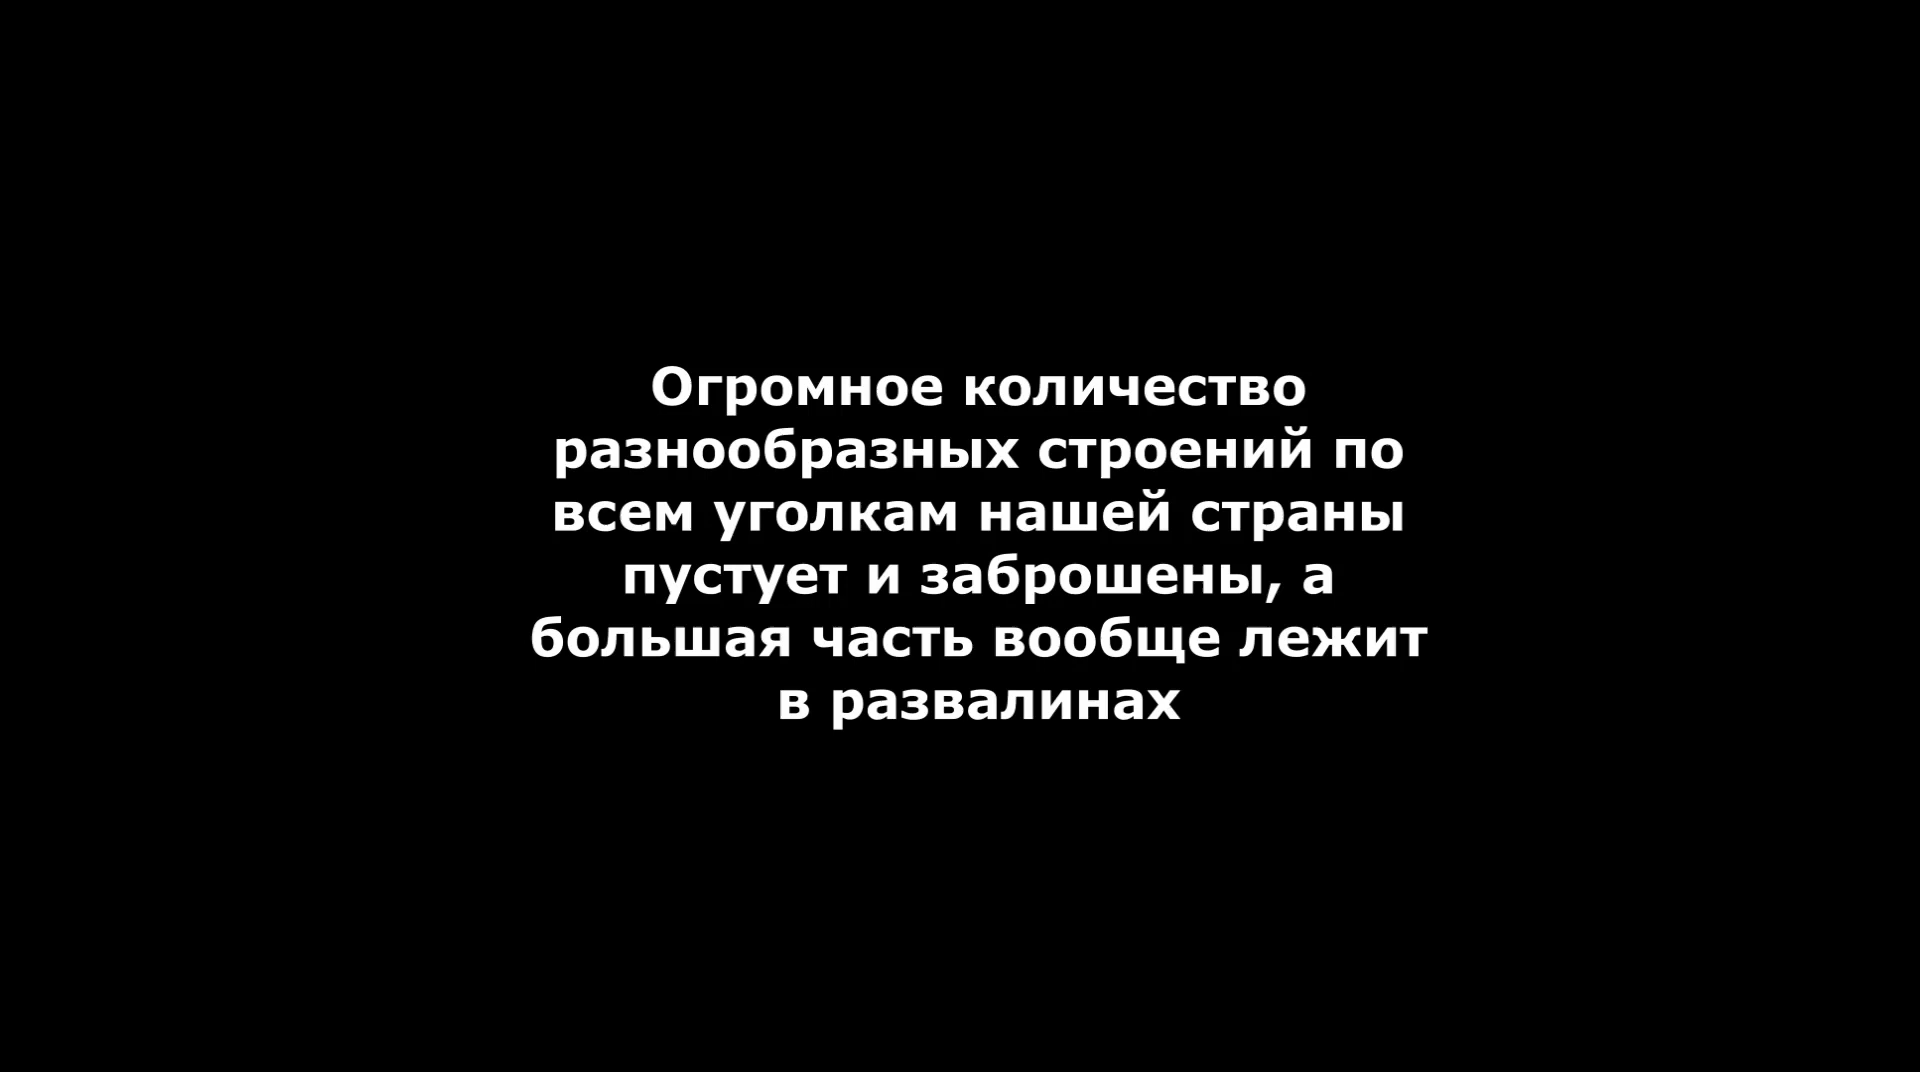 Огромное количество
разнообразных строений по
всем уголкам нашей страны
пустует и заброшены, а
большая часть вообще лежит
в развалинах